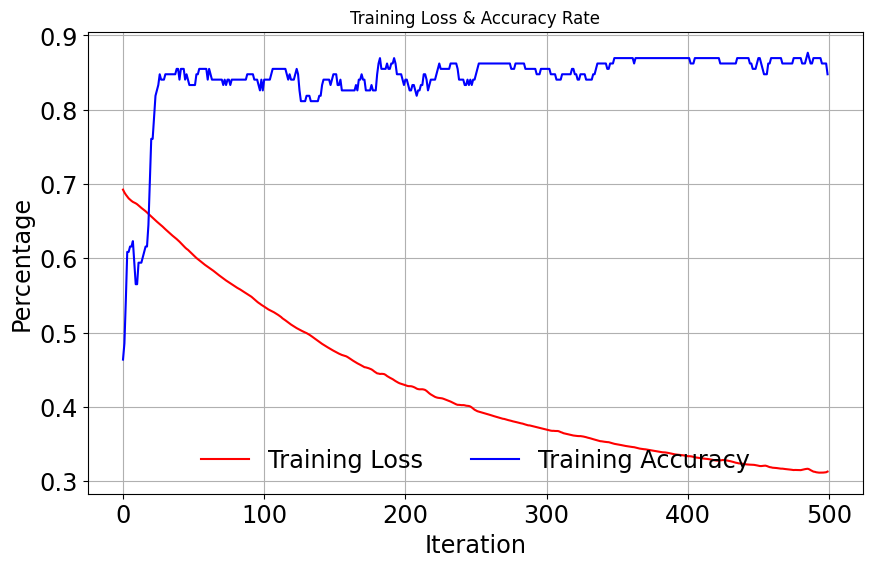 Training Loss & Accuracy Rate
Percentage
0.9
0.8
0.7
0.6
0.5
0.4
0.3
Training Loss Training Accuracy
0 100 200 300 400 500
Iteration